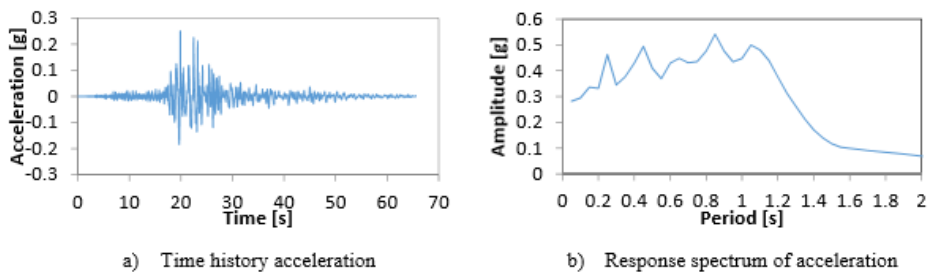 0.3
0.2
0.1
0
-0.1
-0.2
-0.3
Acceleration [g]
0 10 20 30 40 50 60 70
Time [s]
a) Time history acceleration
0.6
0.5
0.4
0.3
0.2
0.1
0
Amplitude [g]
0 0.2 0.4 0.6 0.8 1 1.2 1.4 1.6 1.8 2
Period [s]
b) Response spectrum of acceleration